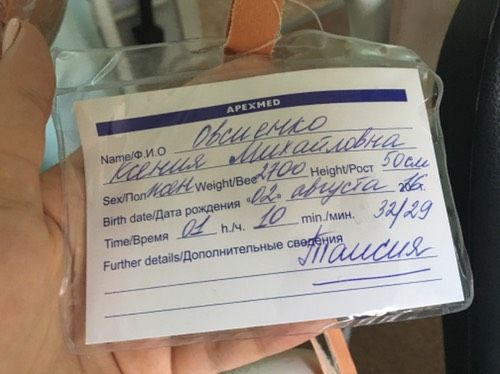 APEXMED
Name/Ф.И.О Овсиенко
Ксения Михайловна
Sex/Пол жен Weight/Вес 2700 Height/Рост 50см
Birth date/Дата рождения «02» августа 2016г.
Time/Время 01 h./ч. 10 min./мин. 32/29
Further details/Дополнительные сведения
Таисия